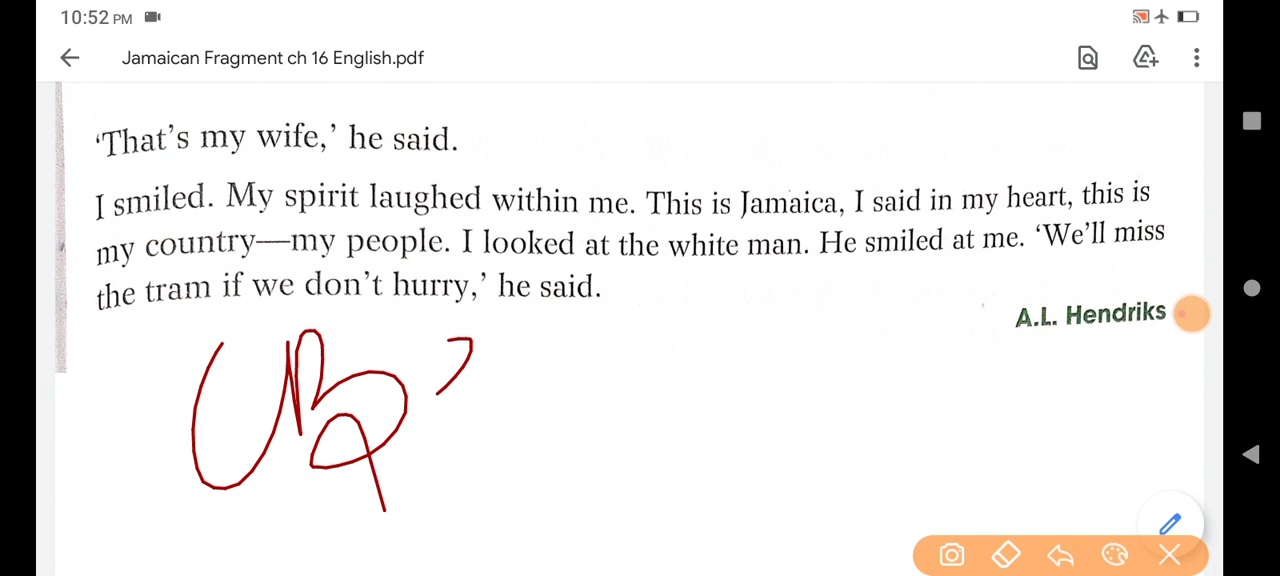 10:52 PM
Jamaican Fragment ch 16 English.pdf
‘That’s my wife,’ he said.
I smiled. My spirit laughed within me. This is Jamaica, I said in my heart, this is
my country—my people. I looked at the white man. He smiled at me. ‘We’ll miss
the tram if we don’t hurry,’ he said.
A.L. Hendriks